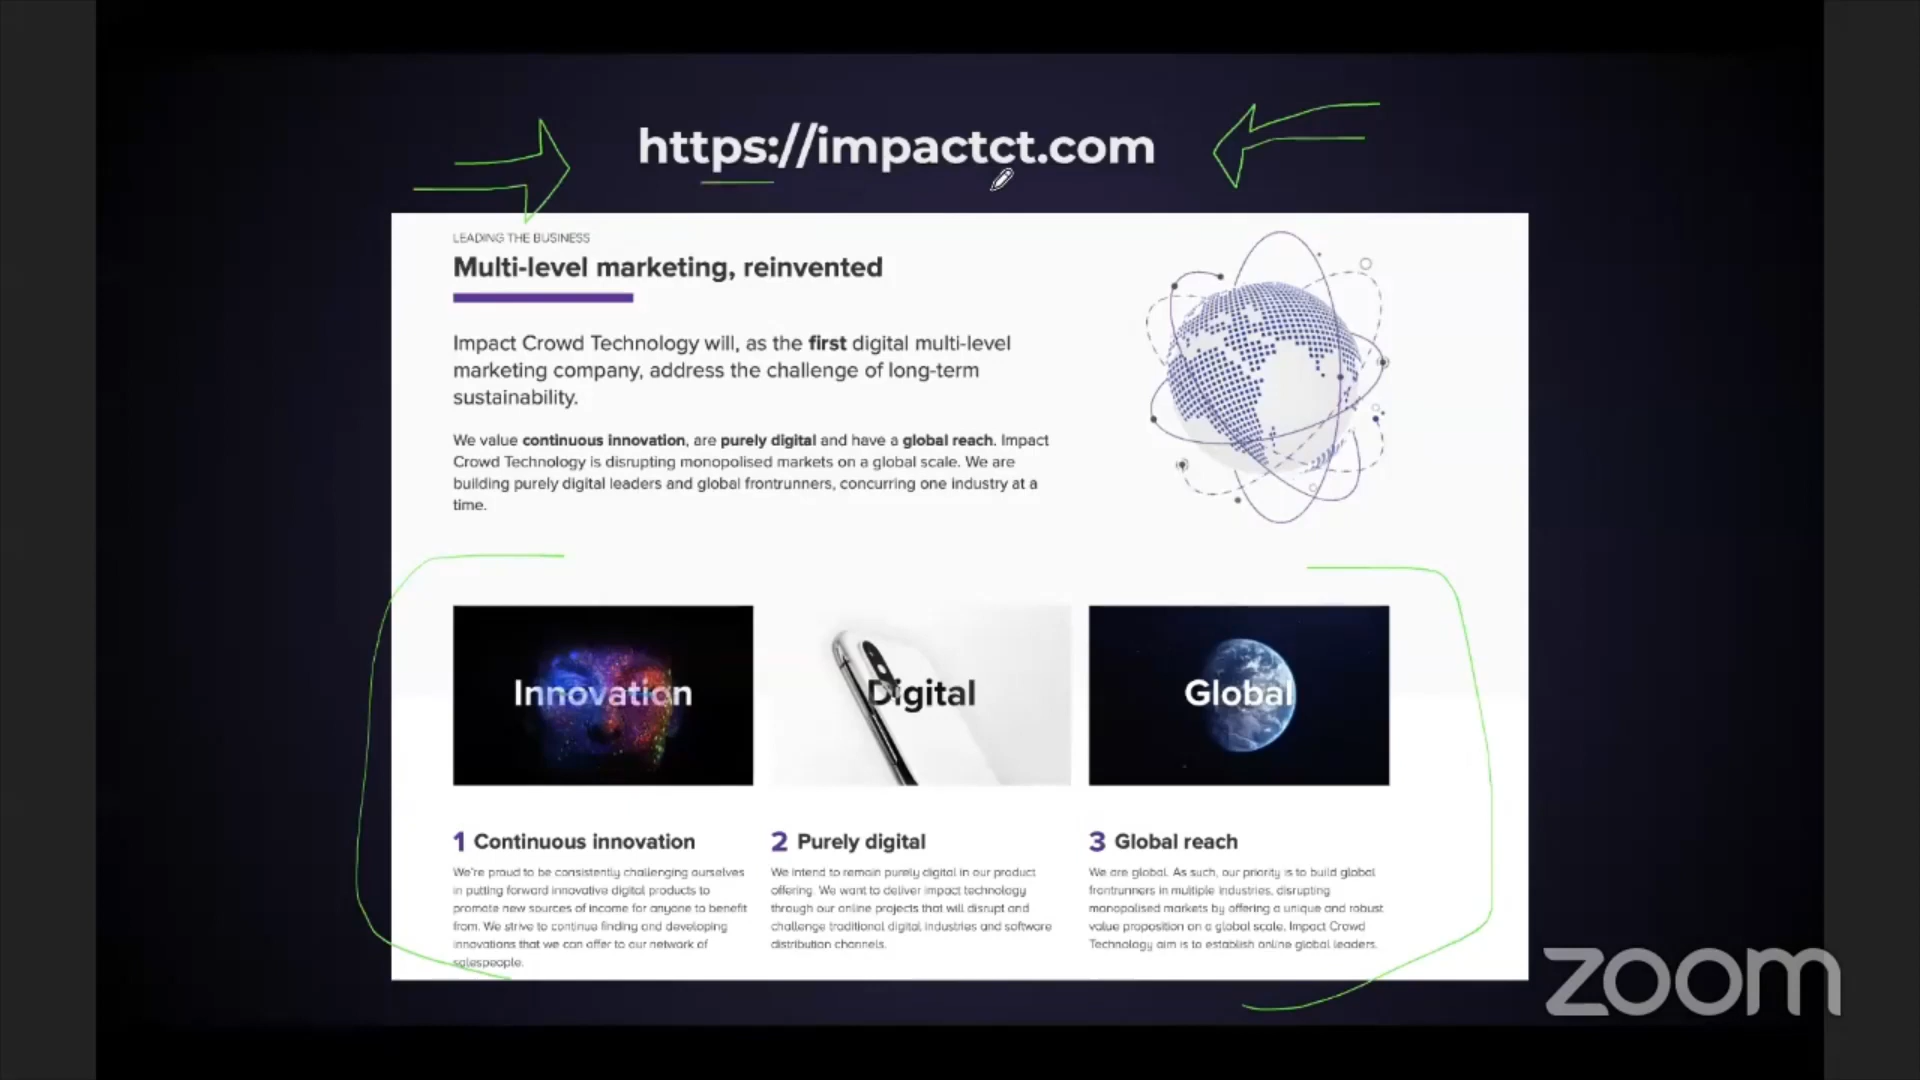 https://impactct.com
LEADING THE BUSINESS
Multi-level marketing, reinvented
Impact Crowd Technology will, as the first digital multi-level
marketing company, address the challenge of long-term
sustainability.
We value continuous innovation, are purely digital and have a global reach. Impact
Crowd Technology is disrupting monopolised markets on a global scale. We are
building purely digital leaders and global frontrunners, concurring one industry at a
time.
Innovation
Digital
Global
1 Continuous innovation
We're proud to be consistently challenging ourselves
in putting forward innovative digital products to
promote new sources of income for anyone to benefit
from. We strive to continue finding and developing
innovations that we can offer to our network of
salespeople.
2 Purely digital
We intend to remain purely digital in our product
offering. We want to deliver impact technology
through our online projects that will disrupt and
challenge traditional digital industries and software
distribution channels.
3 Global reach
We are global. As such, our priority is to build global
frontrunners in multiple industries, disrupting
monopolised markets by offering a unique and robust
value proposition on a global scale. Impact Crowd
Technology aim is to establish online global leaders.
zoom